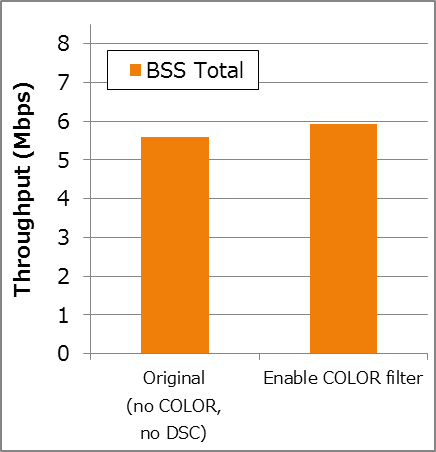 Throughput (Mbps)
8
7
6
5
4
3
2
1
0
BSS Total
Original
(no COLOR,
no DSC)
Enable COLOR filter